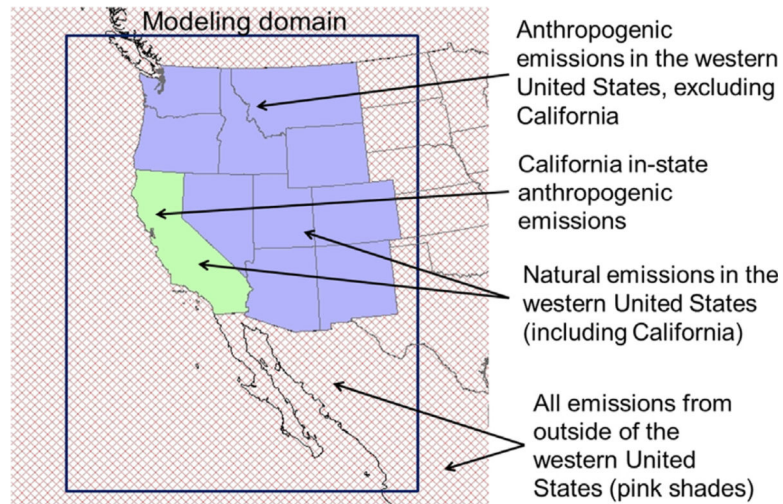 Modeling domain
Anthropogenic
emissions in the western
United States, excluding
California
California in-state
anthropogenic
emissions
Natural emissions in the
western United States
(including California)
All emissions from
outside of the
western United
States (pink shades)